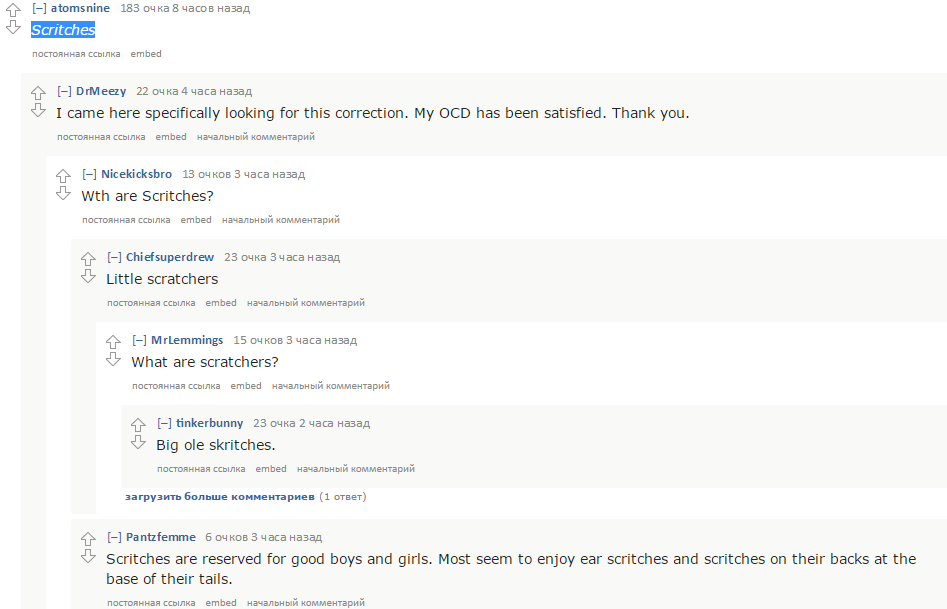 [–] atomsnine 183 очка 8 часов назад
Scritches
постоянная ссылка embed
[–] DrMeezy 22 очка 4 часа назад
I came here specifically looking for this correction. My OCD has been satisfied. Thank you.
постоянная ссылка embed начальный комментарий
[–] Nicekicksbro 13 очков 3 часа назад
Wth are Scritches?
постоянная ссылка embed начальный комментарий
[–] Chiefsuperdrew 23 очка 3 часа назад
Little scratchers
постоянная ссылка embed начальный комментарий
[–] MrLemmings 15 очков 3 часа назад
What are scratchers?
постоянная ссылка embed начальный комментарий
[–] tinkerbunny 23 очка 2 часа назад
Big ole skritches.
постоянная ссылка embed начальный комментарий
загрузить больше комментариев (1 ответ)
[–] Pantzfemme 6 очков 3 часа назад
Scritches are reserved for good boys and girls. Most seem to enjoy ear scritches and scritches on their backs at the
base of their tails.
постоянная ссылка embed начальный комментарий